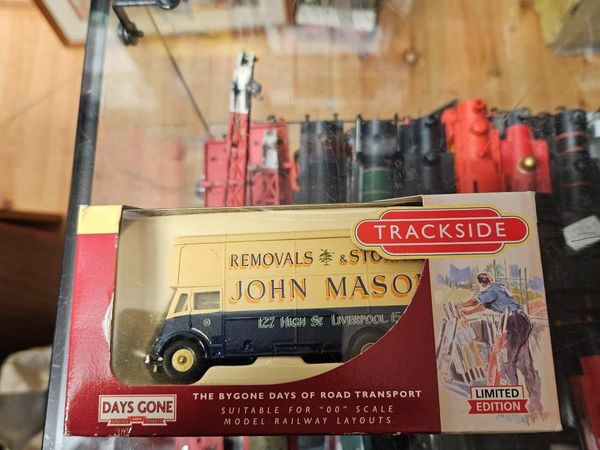 TRACKSIDE
LIMITED
EDITION
REMOVALS & STO
JOHN MASO
127 HIGH ST LIVERPOOL 15
DAYS GONE
THE BYGONE DAYS OF ROAD TRANSPORT
SUITABLE FOR "00" SCALE
MODEL RAILWAY LAYOUTS